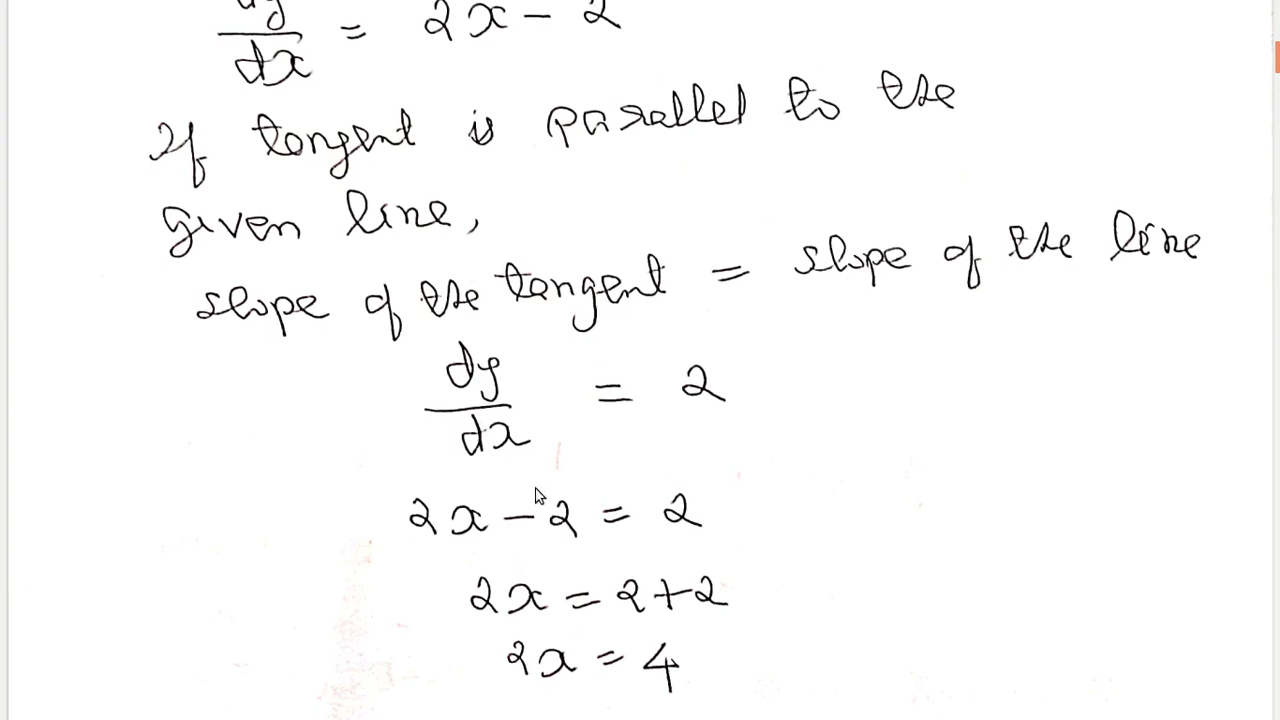 dy/dx = 2x - 2
If tangent is parallel to the
given line,
slope of the tangent = slope of the line
dy/dx = 2
2x - 2 = 2
2x = 2+2
2x = 4